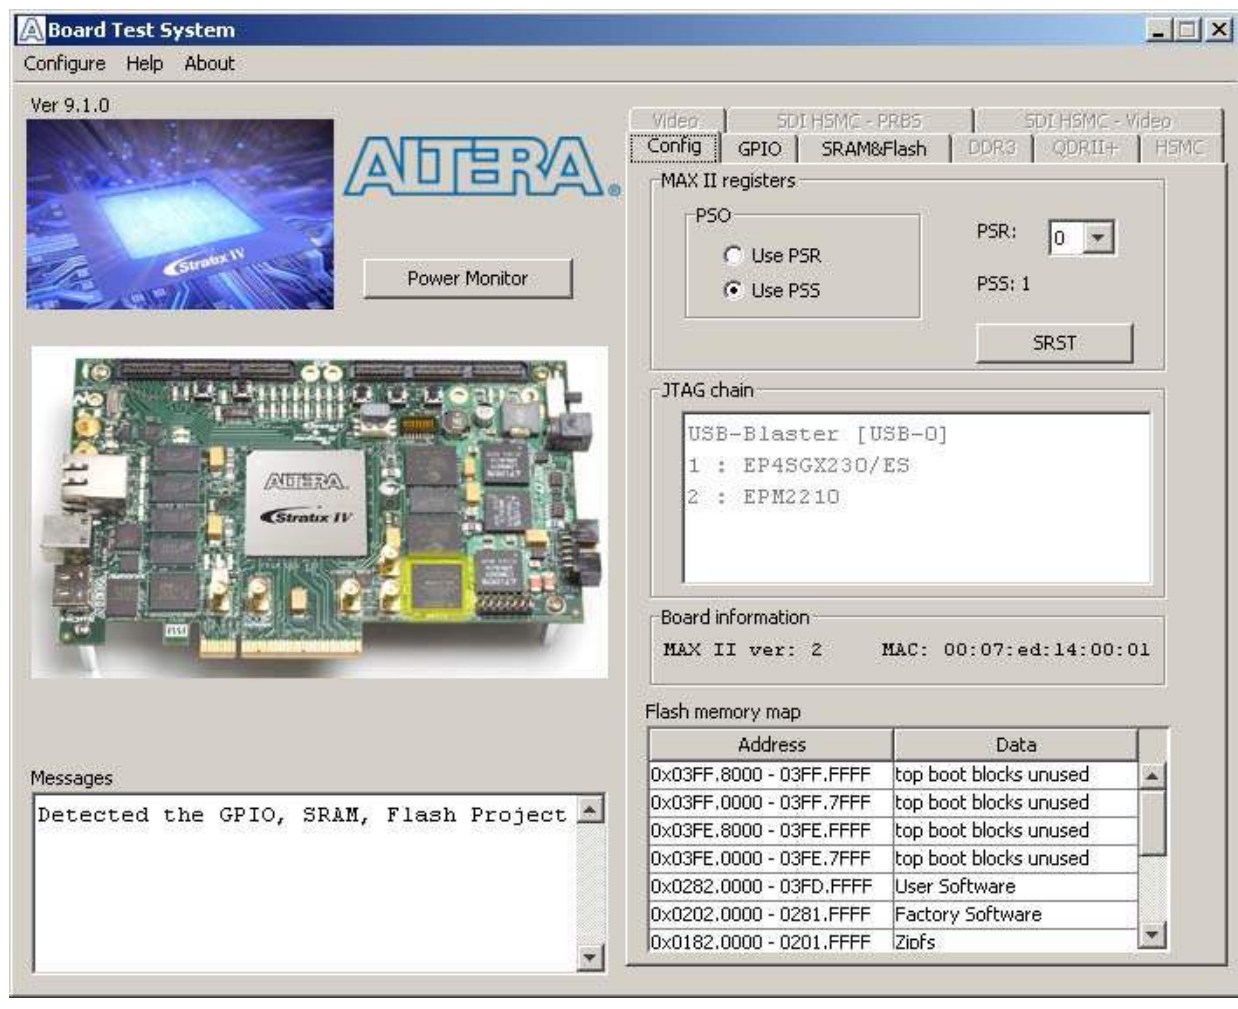 Board Test System
Configure Help About
Ver 9.1.0
Stratix IV
ALTERA®
Power Monitor
ALTERA
Stratix IV
Messages
Detected the GPIO, SRAM, Flash Project
Video SDI HSMC - PRBS SDI HSMC - Video
Config GPIO SRAM&Flash DDR3 QDRII+ HSMC
MAX II registers
PSO
Use PSR
Use PSS
PSR: 0
PSS: 1
SRST
JTAG chain
USB-Blaster [USB-0]
1 : EP4SGX230/ES
2 : EPM2210
Board information
MAX II ver: 2 MAC: 00:07:ed:14:00:01
Flash memory map
Address Data
0x03FF.8000 - 03FF.FFFF top boot blocks unused
0x03FF.0000 - 03FF.7FFF top boot blocks unused
0x03FE.8000 - 03FE.FFFF top boot blocks unused
0x03FE.0000 - 03FE.7FFF top boot blocks unused
0x0282.0000 - 03FD.FFFF User Software
0x0202.0000 - 0281.FFFF Factory Software
0x0182.0000 - 0201.FFFF Zipfs